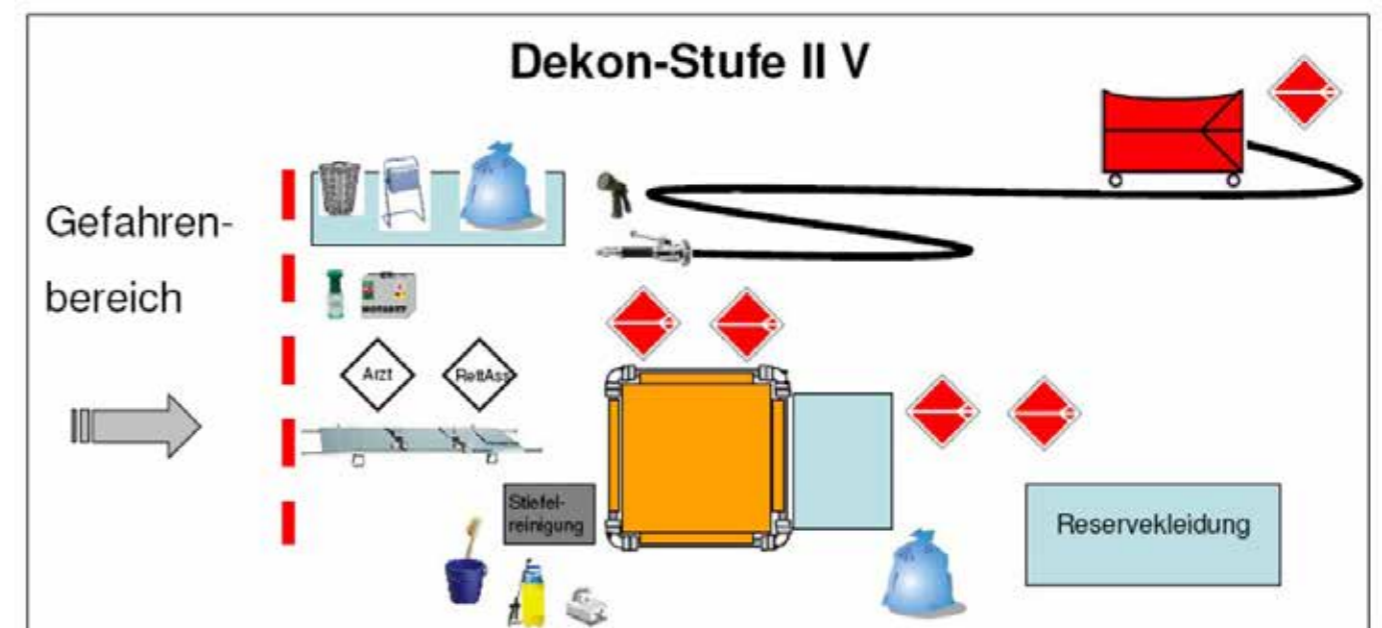 Dekon-Stufe II V
Gefahren-
bereich
Arzt
RettAss
Stiefel-
reinigung
Reservekleidung